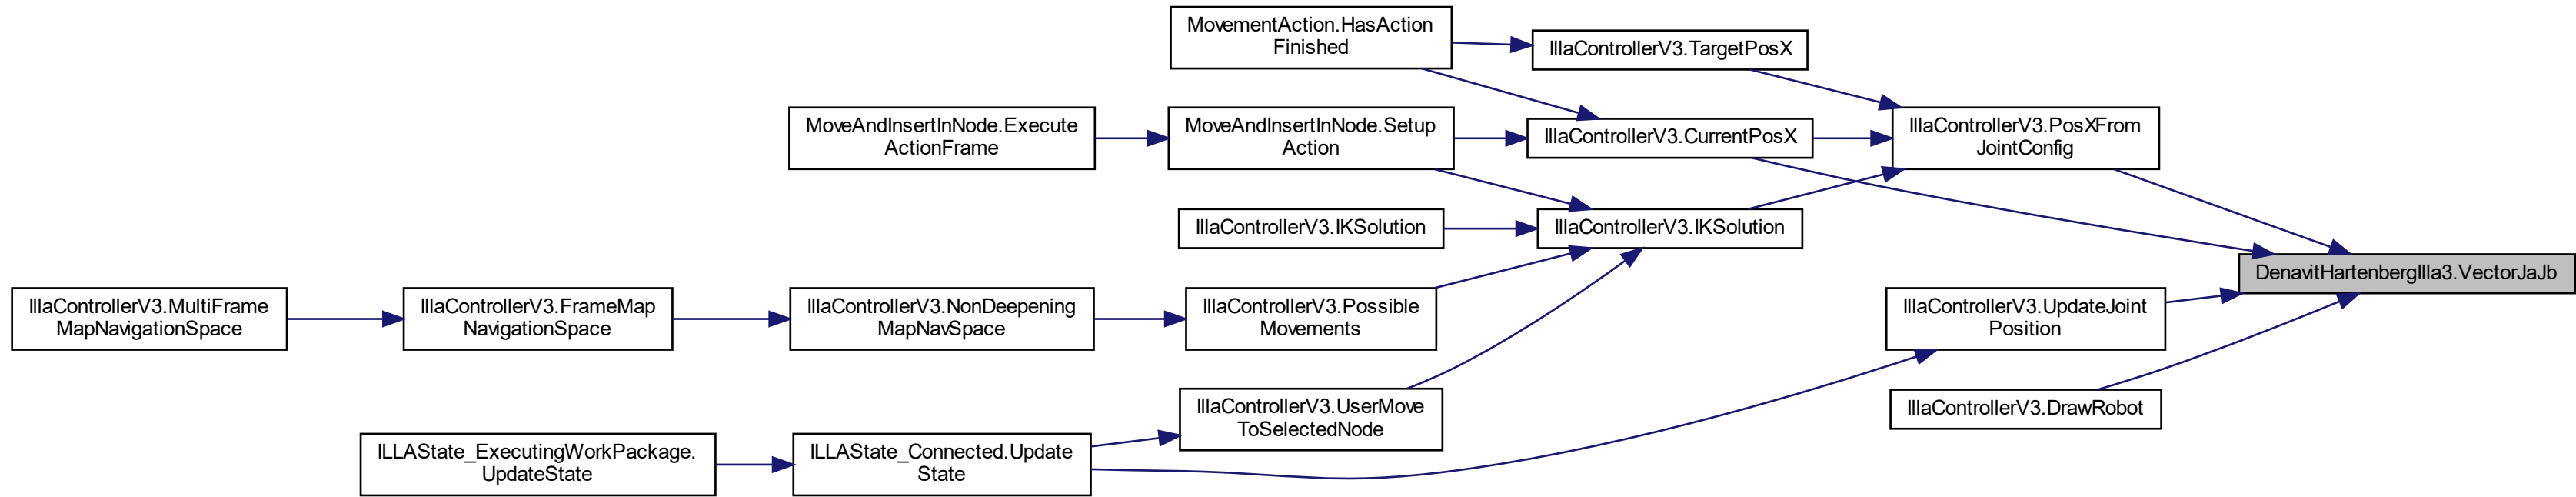 MovementAction.HasAction
Finished
IllaControllerV3.TargetPosX
MoveAndInsertInNode.Execute
ActionFrame
MoveAndInsertInNode.Setup
Action
IllaControllerV3.CurrentPosX
IllaControllerV3.PosXFrom
JointConfig
IllaControllerV3.IKSolution
IllaControllerV3.IKSolution
DenavitHartenbergIlla3.VectorJaJb
IllaControllerV3.MultiFrame
MapNavigationSpace
IllaControllerV3.FrameMap
NavigationSpace
IllaControllerV3.NonDeepening
MapNavSpace
IllaControllerV3.Possible
Movements
IllaControllerV3.UpdateJoint
Position
IllaControllerV3.UserMove
ToSelectedNode
IllaControllerV3.DrawRobot
ILLAState_ExecutingWorkPackage.
UpdateState
ILLAState_Connected.Update
State